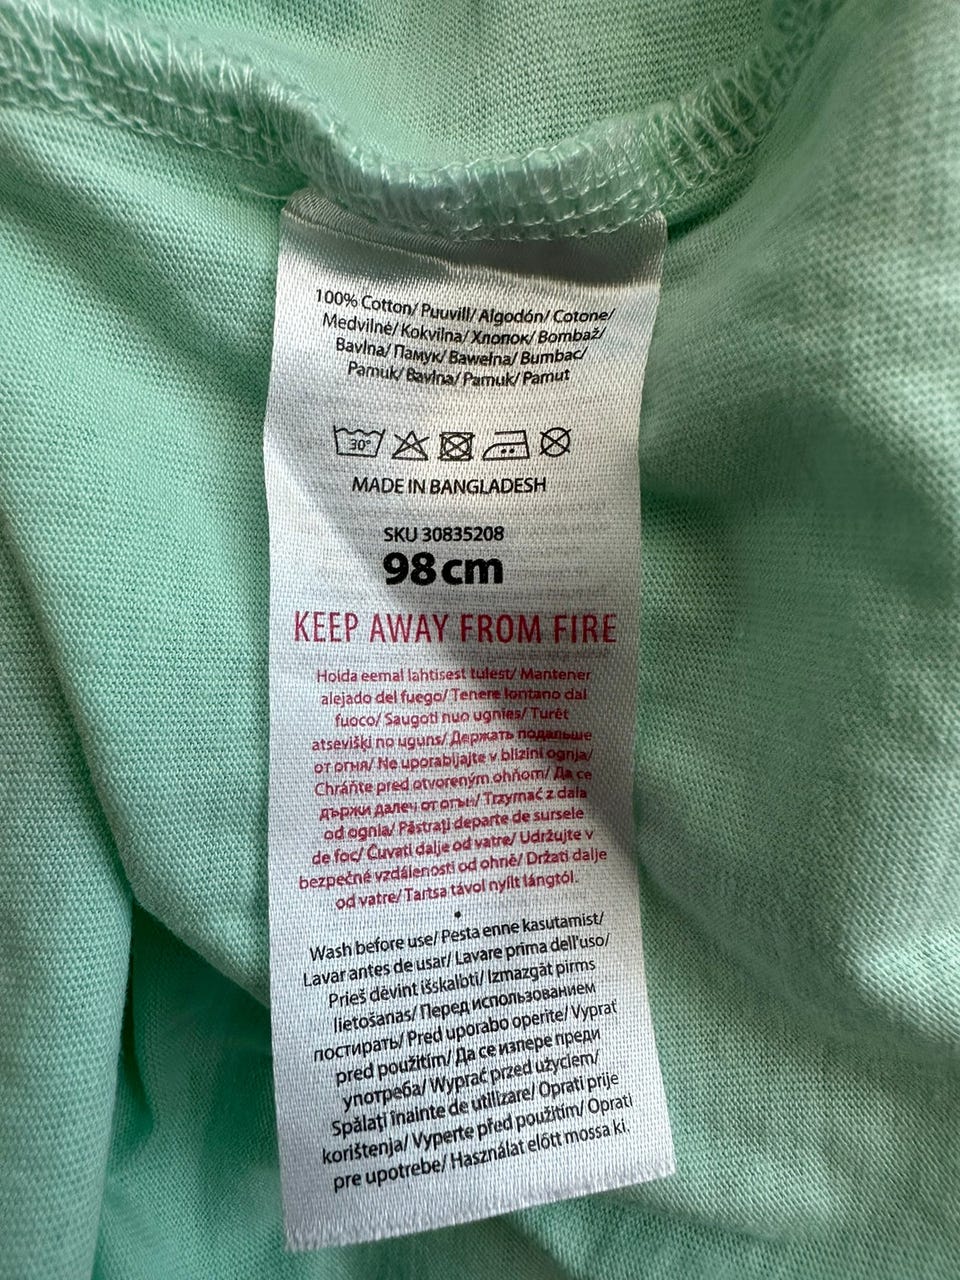 100% Cotton/ Puuvill/ Algodón/ Cotone/
Medvilnė/ Kokvilna/ Хлопок/ Bombaž/
Bavlna/ Памук/ Bawełna/ Bumbac/
Pamuk/ Bavlna/ Pamuk/ Pamut
30°
MADE IN BANGLADESH
SKU 30835208
98 cm
KEEP AWAY FROM FIRE
Hoida eemal lahtisest tulest/ Mantener
alejado del fuego/ Tenere lontano dal
fuoco/ Saugoti nuo ugnies/ Turēt
atsevišķi no uguns/ Держать подальше
от огня/ Ne uporabljajte v bližini ognja/
Chráňte pred otvoreným ohňom/ Да се
държи далеч от огън/ Trzymać z dala
od ognia/ Păstrați departe de sursele
de foc/ Čuvati dalje od vatre/ Udržujte v
bezpečné vzdálenosti od ohně/ Držati dalje
od vatre/ Tartsa távol nyílt lángtól.
•
Wash before use/ Pesta enne kasutamist/
Lavar antes de usar/ Lavare prima dell'uso/
Prieš dėvint išskalbti/ Izmazgāt pirms
lietošanas/ Перед использованием
постирать/ Pred uporabo operite/ Vyprať
pred použitím/ Да се изпере преди
употреба/ Wyprać przed użyciem/
Spălați înainte de utilizare/ Oprati prije
korištenja/ Vyperte před použitím/ Oprati
pre upotrebe/ Használat előtt mossa ki.